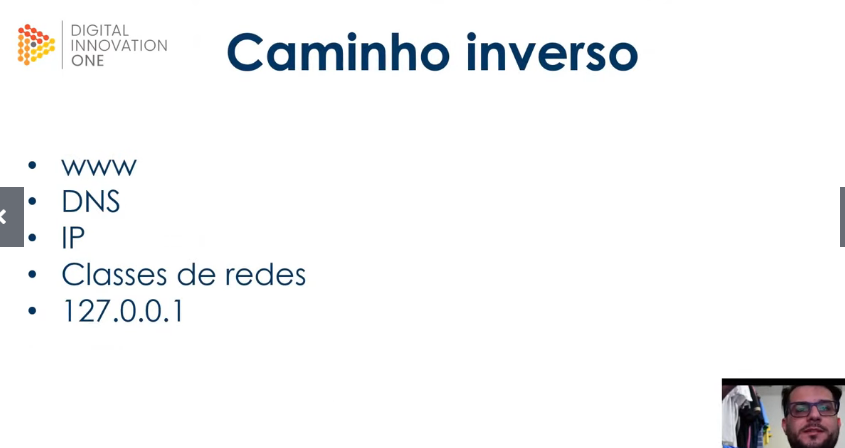 DIGITAL
INNOVATION
ONE
Caminho inverso
• www
• DNS
• IP
• Classes de redes
• 127.0.0.1